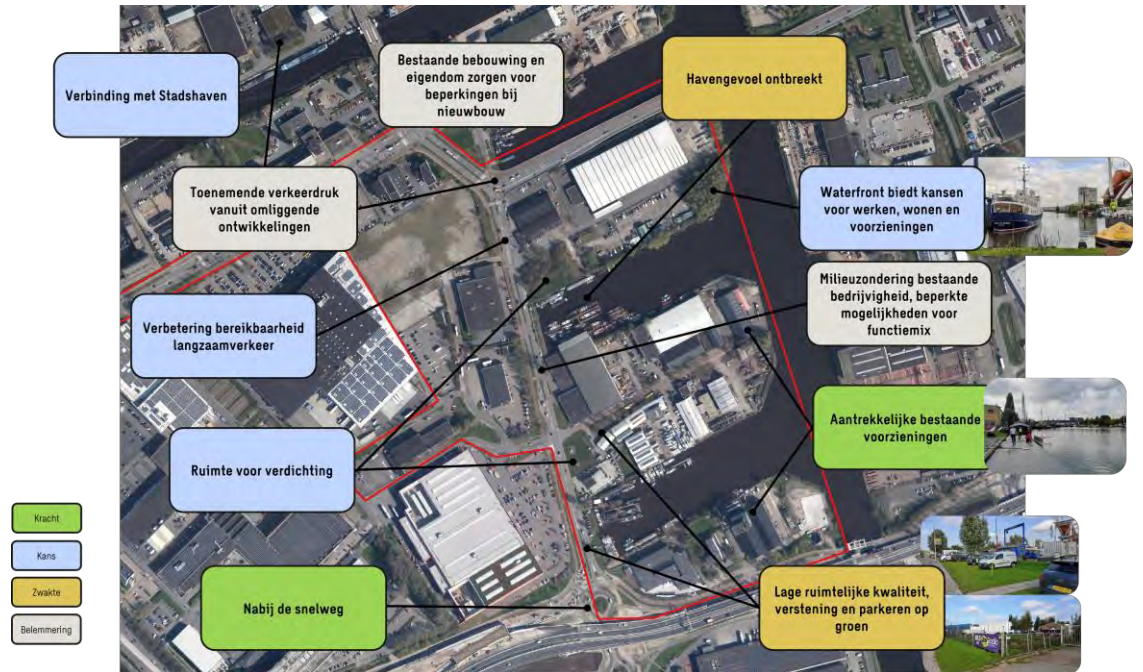 Verbinding met Stadshaven
Bestaande bebouwing en
eigendom zorgen voor
beperkingen bij
nieuwbouw
Havengevoel ontbreekt
Toenemende verkeerdruk
vanuit omliggende
ontwikkelingen
Waterfront biedt kansen
voor werken, wonen en
voorzieningen
Verbetering bereikbaarheid
langzaamverkeer
Milieuzondering bestaande
bedrijvigheid, beperkte
mogelijkheden voor
functiemix
Aantrekkelijke bestaande
voorzieningen
Ruimte voor verdichting
Nabij de snelweg
Lage ruimtelijke kwaliteit,
verstening en parkeren op
groen
Kracht
Kans
Zwakte
Belemmering